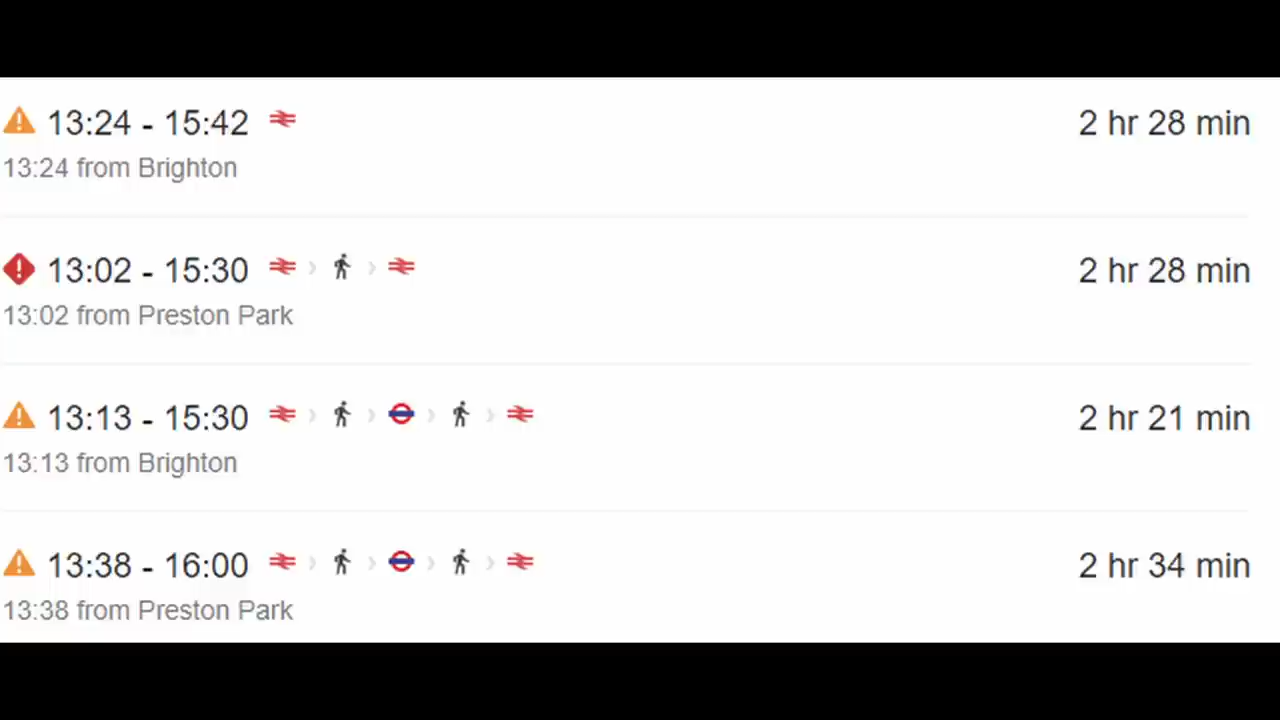 13:24 - 15:42 2 hr 28 min
13:24 from Brighton
13:02 - 15:30 2 hr 28 min
13:02 from Preston Park
13:13 - 15:30 2 hr 21 min
13:13 from Brighton
13:38 - 16:00 2 hr 34 min
13:38 from Preston Park